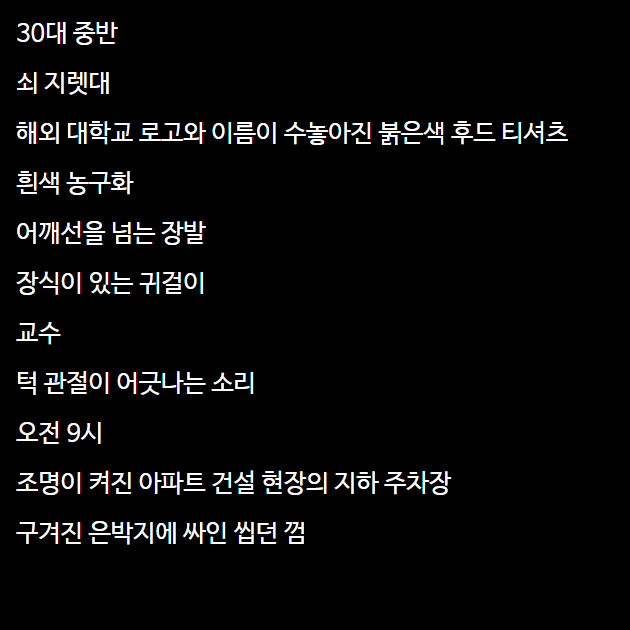 30대 중반
쇠 지렛대
해외 대학교 로고와 이름이 수놓아진 붉은색 후드 티셔츠
흰색 농구화
어깨선을 넘는 장발
장식이 있는 귀걸이
교수
턱 관절이 어긋나는 소리
오전 9시
조명이 켜진 아파트 건설 현장의 지하 주차장
구겨진 은박지에 싸인 씹던 껌